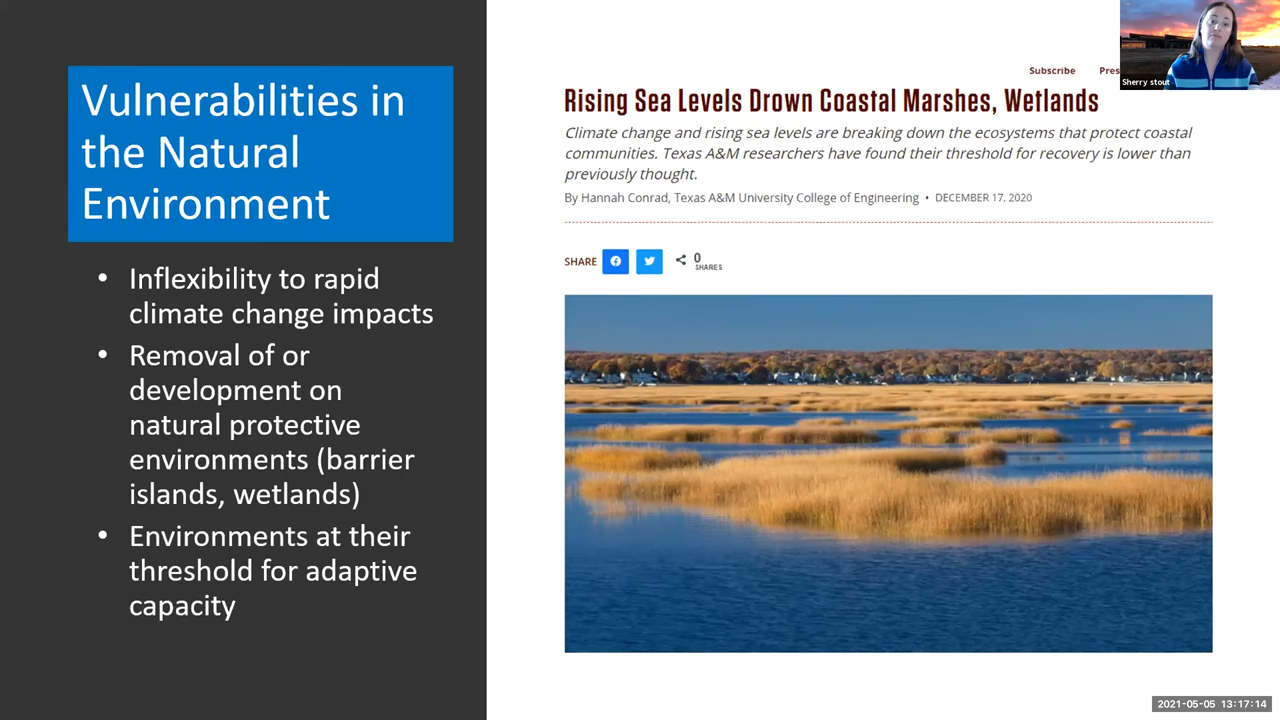 Vulnerabilities in
the Natural
Environment
• Inflexibility to rapid
climate change impacts
• Removal of or
development on
natural protective
environments (barrier
islands, wetlands)
• Environments at their
threshold for adaptive
capacity
Subscribe Pres
Rising Sea Levels Drown Coastal Marshes, Wetlands
Climate change and rising sea levels are breaking down the ecosystems that protect coastal
communities. Texas A&M researchers have found their threshold for recovery is lower than
previously thought.
By Hannah Conrad, Texas A&M University College of Engineering • DECEMBER 17, 2020
SHARE 0
SHARES
Sherry stout
2021-05-05 13:17:14